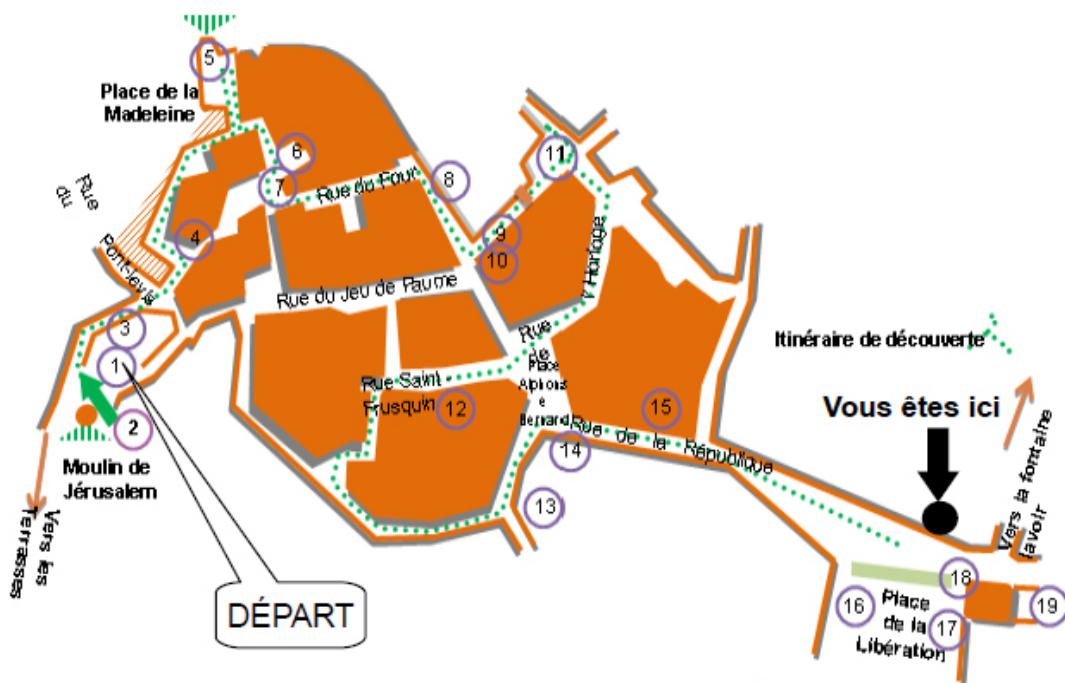 5
Place de la
Madeleine
6
7
8
Rue du Four
11
Rue
du
Pont-levis
4
9
10
Rue du Jeu de Paume
l'Horloge
Rue
de
3
1
2
Moulin de
Jérusalem
Vers les
Terrasses
DÉPART
Rue Saint
Frusquin
12
Place
Alphons
e
Bernard
15
Rue de la République
14
13
Itinéraire de découverte
Vous êtes ici
Vers la fontaine
lavoir
18
16
Place
de la
Libération
17
19